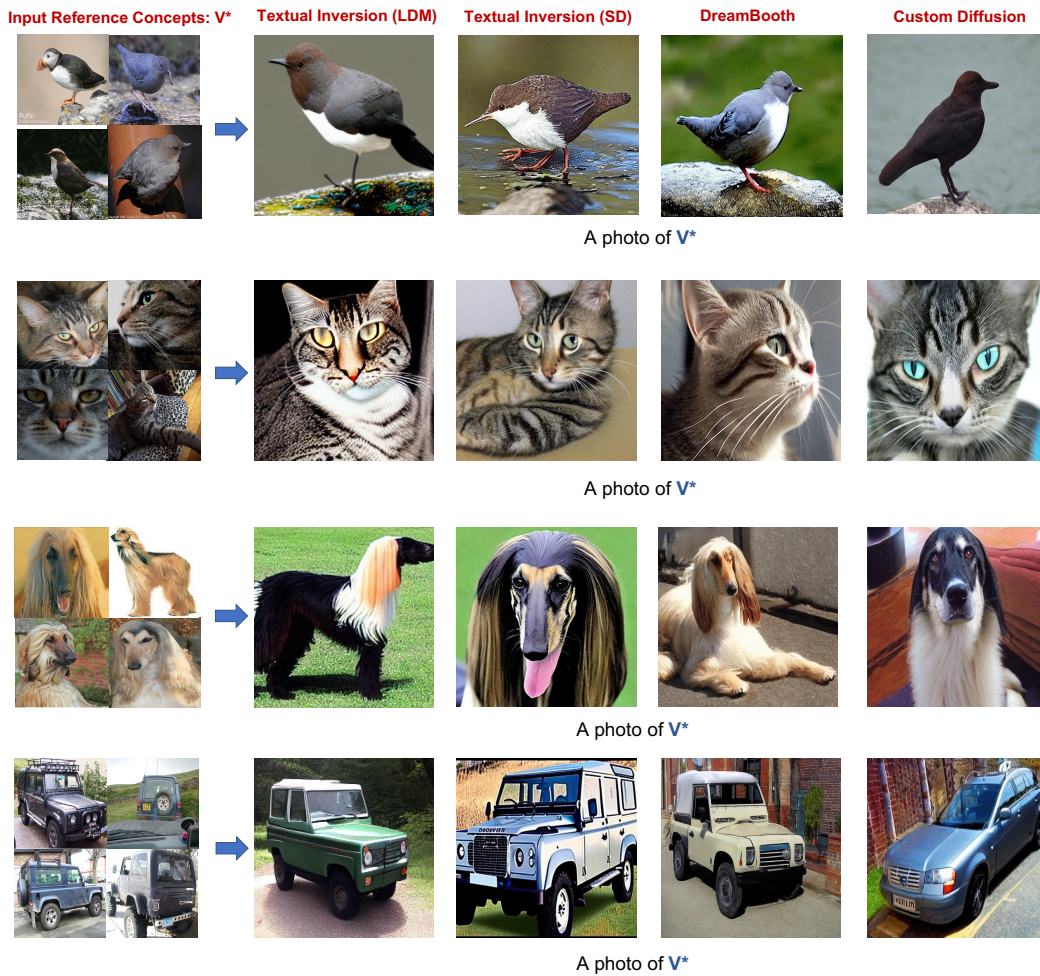 Input Reference Concepts: V*
Textual Inversion (LDM)
Textual Inversion (SD)
DreamBooth
Custom Diffusion
Puffin
A photo of V*
A photo of V*
A photo of V*
A photo of V*